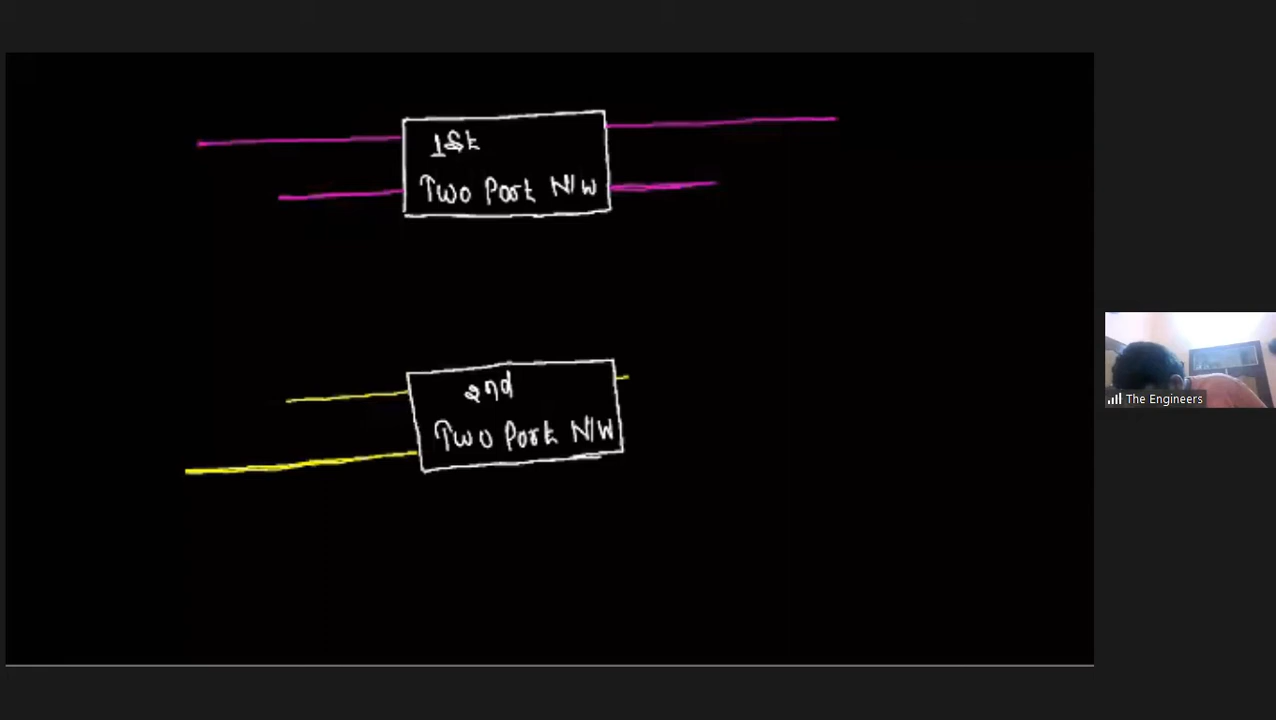 1st
Two Port N/W
2nd
Two Port N/W
The Engineers